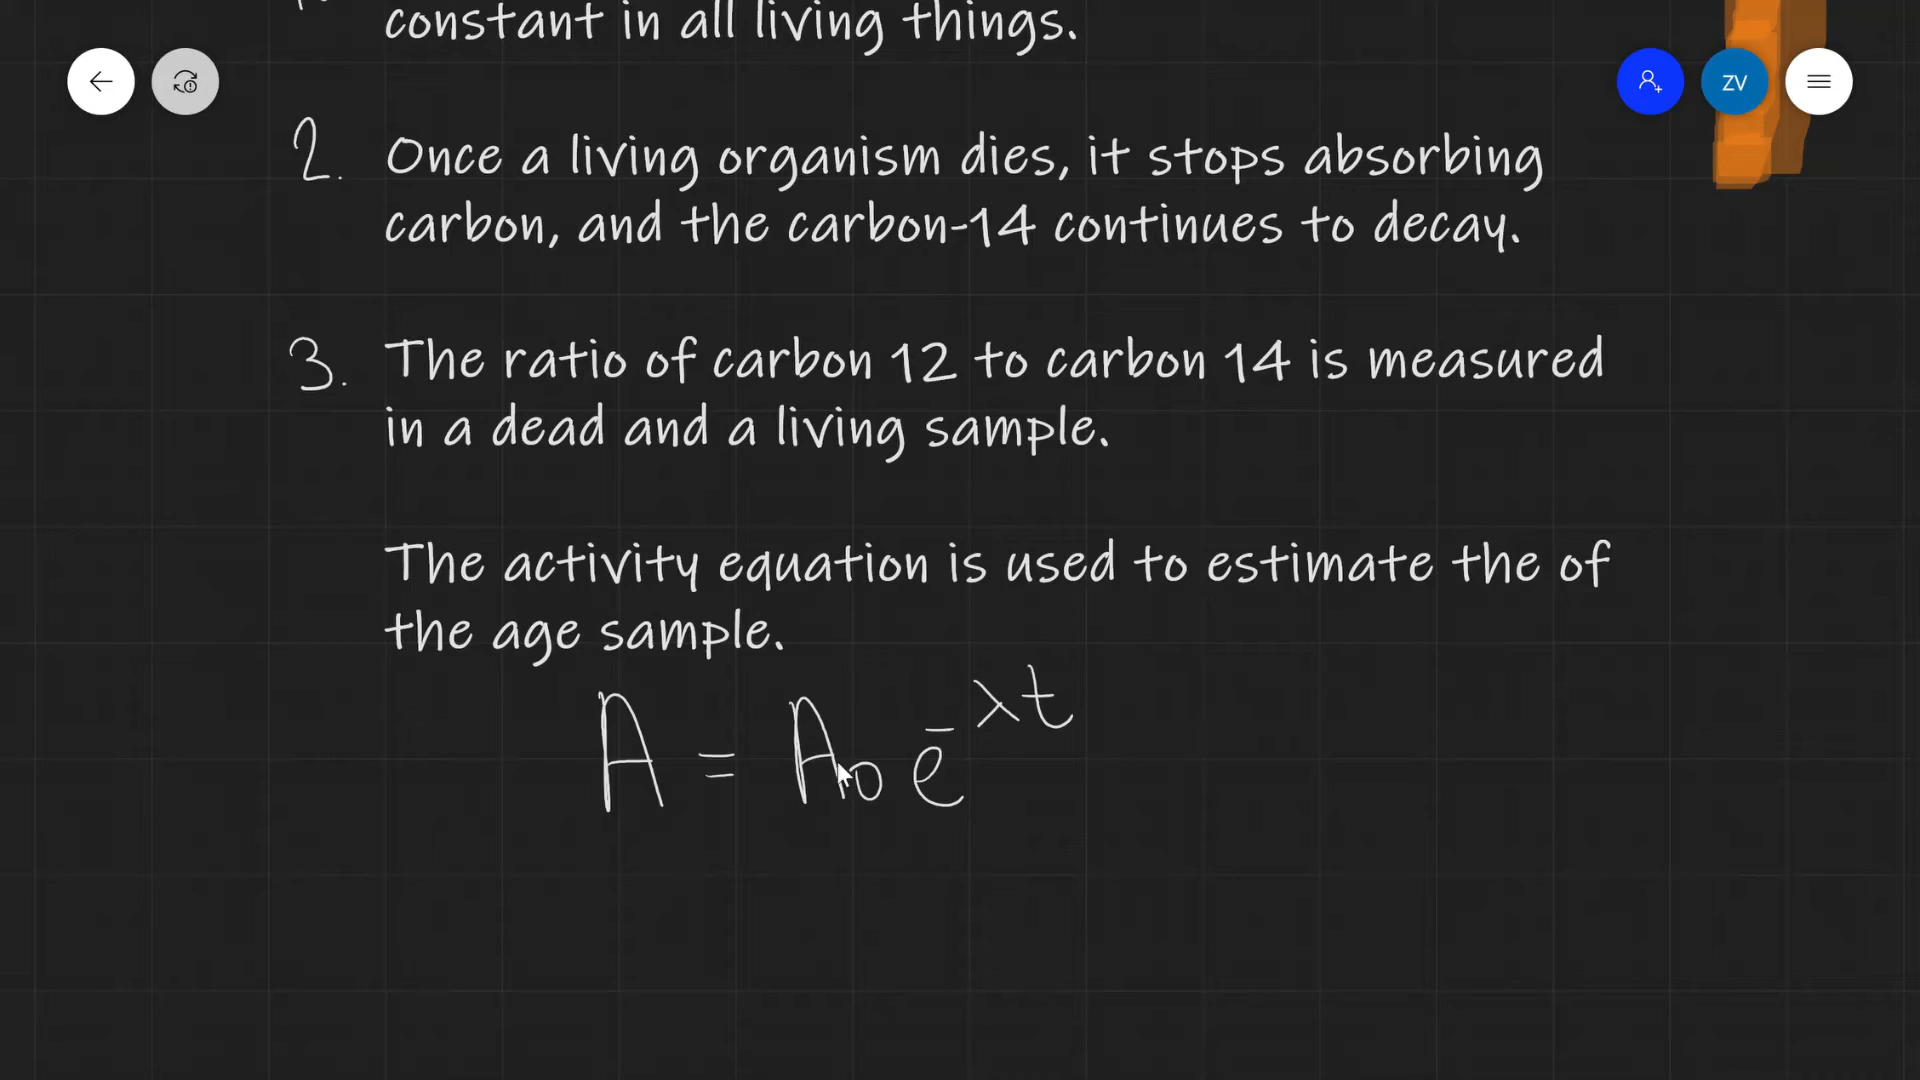 constant in all living things.
ZV
2. Once a living organism dies, it stops absorbing
carbon, and the carbon-14 continues to decay.
3. The ratio of carbon 12 to carbon 14 is measured
in a dead and a living sample.
The activity equation is used to estimate the of
the age sample.
A = A₀ e⁻λt